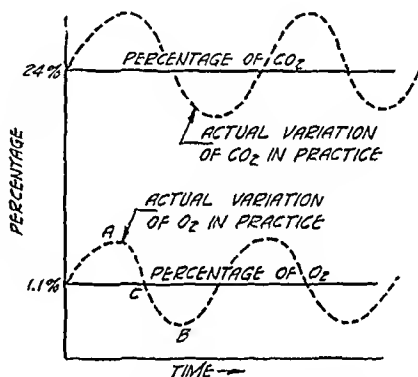 PERCENTAGE OF CO2
24%
ACTUAL VARIATION
OF CO2 IN PRACTICE
PERCENTAGE
ACTUAL VARIATION
OF O2 IN PRACTICE
A
PERCENTAGE OF O2
1.1%
C
B
TIME →